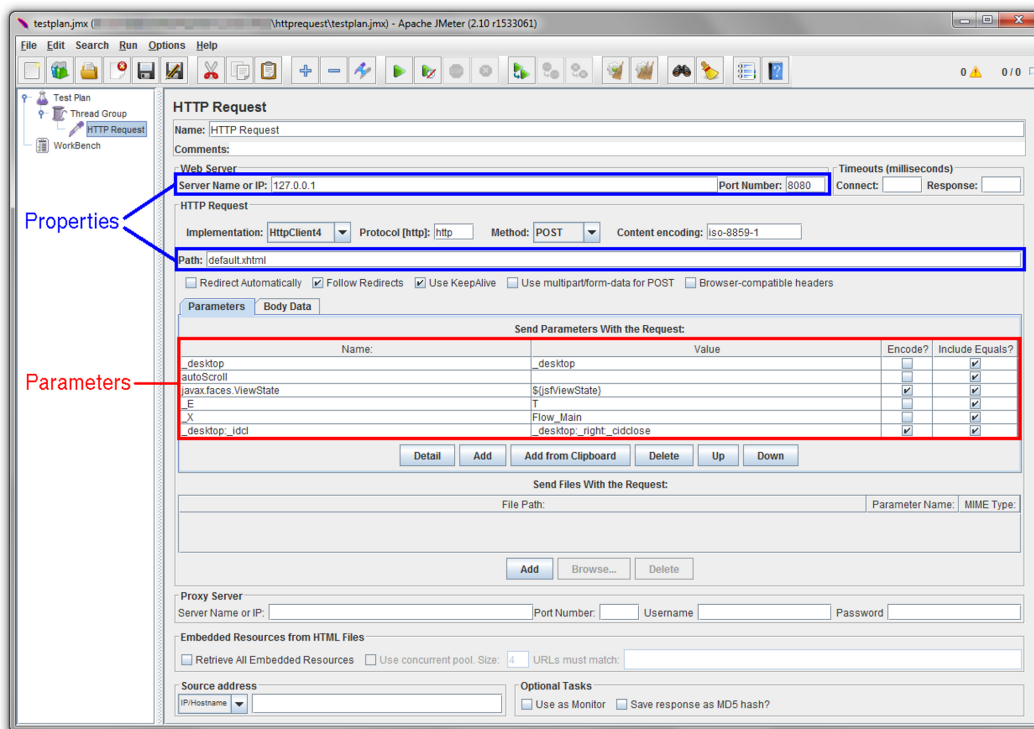 testplan.jmx ( \httprequest\testplan.jmx) - Apache JMeter (2.10 r1533061)
File Edit Search Run Options Help
0 0 / 0
Test Plan
Thread Group
HTTP Request
WorkBench
HTTP Request
Name: HTTP Request
Comments:
Web Server
Timeouts (milliseconds)
Server Name or IP: 127.0.0.1 Port Number: 8080 Connect: Response:
Properties
HTTP Request
Implementation: HttpClient4 Protocol [http]: http Method: POST Content encoding: iso-8859-1
Path: default.xhtml
Redirect Automatically Follow Redirects Use KeepAlive Use multipart/form-data for POST Browser-compatible headers
Parameters Body Data
Send Parameters With the Request:
Name: Value Encode? Include Equals?
_desktop _desktop
autoScroll
Parameters
javax.faces.ViewState ${jsfViewState}
_E T
_X Flow_Main
_desktop:_idcl _desktop:_right:_cidclose
Detail Add Add from Clipboard Delete Up Down
Send Files With the Request:
File Path: Parameter Name: MIME Type:
Add Browse... Delete
Proxy Server
Server Name or IP: Port Number: Username Password
Embedded Resources from HTML Files
Retrieve All Embedded Resources Use concurrent pool. Size: 4 URLs must match:
Source address
Optional Tasks
IP/Hostname Use as Monitor Save response as MD5 hash?